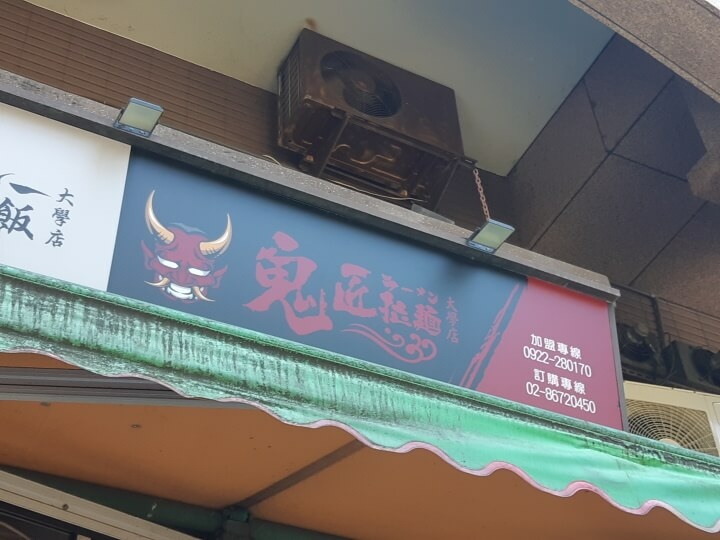 飯
大學店
鬼匠拉麵
ラーメン
大學店
加盟專線
0922-280170
訂購專線
02-86720450